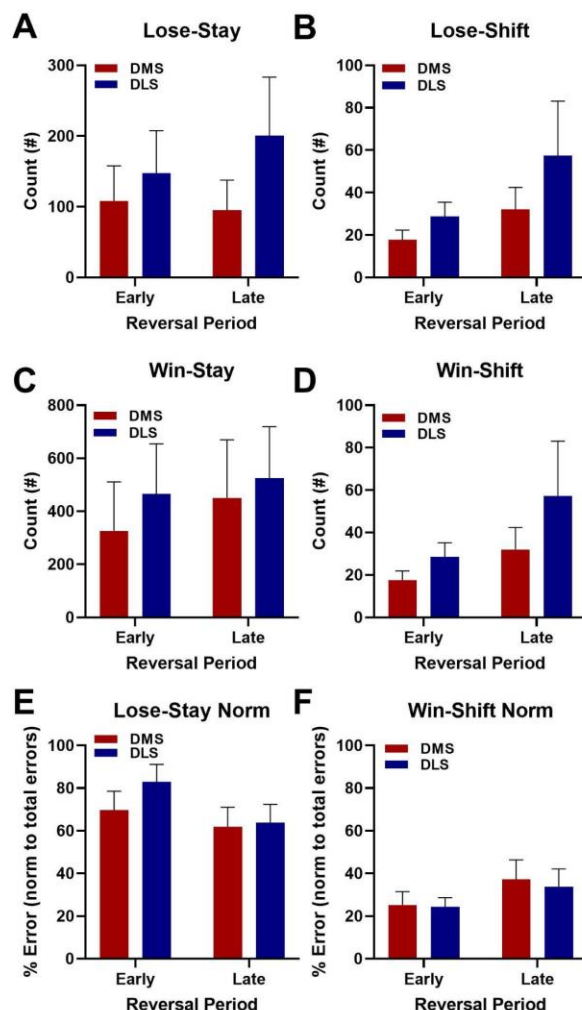 A
Lose-Stay
DMS
DLS
Count (#)
300
200
100
0
Early
Late
Reversal Period
B
Lose-Shift
DMS
DLS
Count (#)
100
80
60
40
20
0
Early
Late
Reversal Period
C
Win-Stay
DMS
DLS
Count (#)
800
600
400
200
0
Early
Late
Reversal Period
D
Win-Shift
DMS
DLS
Count (#)
100
80
60
40
20
0
Early
Late
Reversal Period
E
Lose-Stay Norm
DMS
DLS
% Error (norm to total errors)
100
80
60
40
20
0
Early
Late
Reversal Period
F
Win-Shift Norm
DMS
DLS
% Error (norm to total errors)
100
80
60
40
20
0
Early
Late
Reversal Period